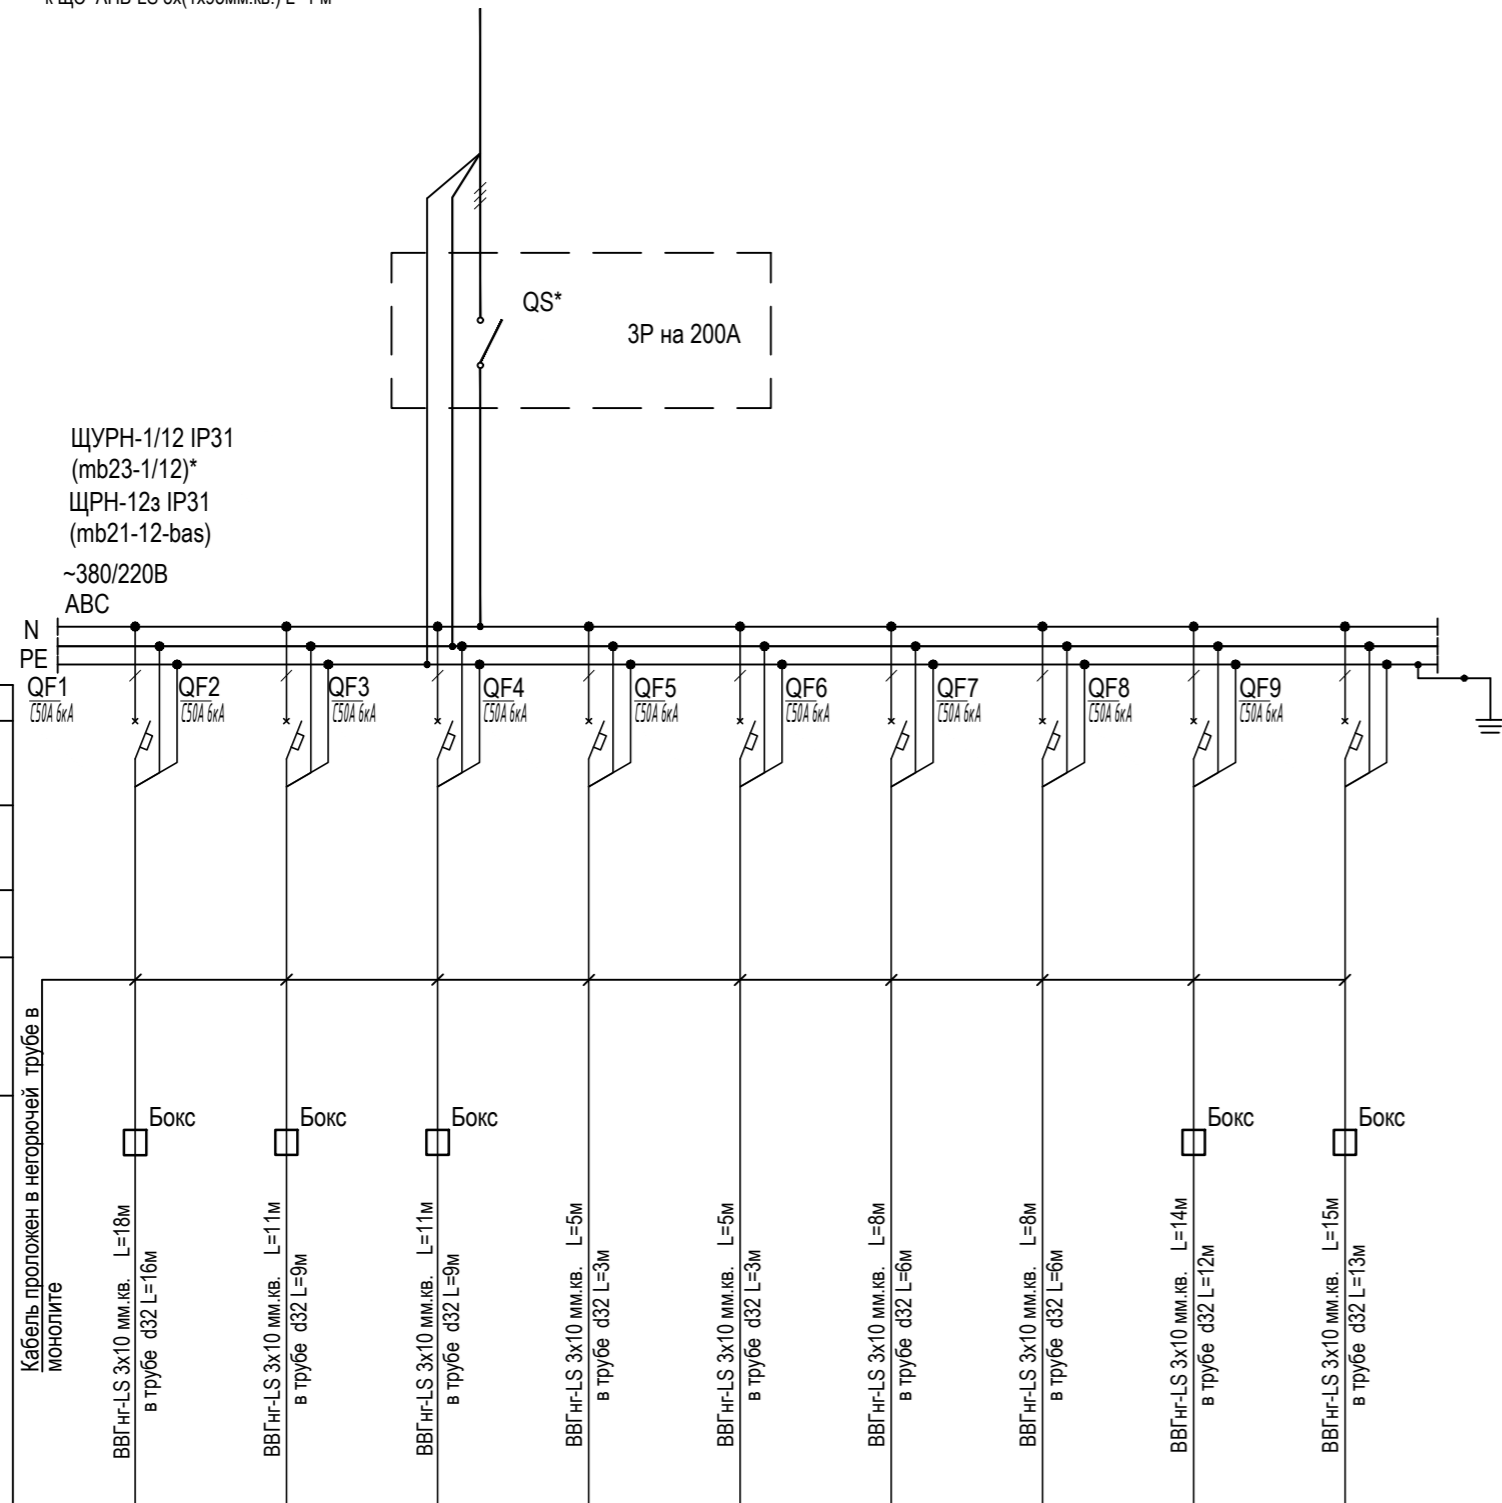 QS*
3Р на 200А
ЩУРН-1/12 IP31
(mb23-1/12)*
ЩРН-12з IP31
(mb21-12-bas)
~380/220В
ABC
N
PE
QF1
C50A 6кА
QF2
C50A 6кА
QF3
C50A 6кА
QF4
C50A 6кА
QF5
C50A 6кА
QF6
C50A 6кА
QF7
C50A 6кА
QF8
C50A 6кА
QF9
C50A 6кА
Кабель проложен в негорючей трубе в
монолите
Бокс
Бокс
Бокс
Бокс
Бокс
ВВГнг-LS 3х10 мм.кв. L=18м
в трубе d32 L=16м
ВВГнг-LS 3х10 мм.кв. L=11м
в трубе d32 L=9м
ВВГнг-LS 3х10 мм.кв. L=11м
в трубе d32 L=9м
ВВГнг-LS 3х10 мм.кв. L=5м
в трубе d32 L=3м
ВВГнг-LS 3х10 мм.кв. L=5м
в трубе d32 L=3м
ВВГнг-LS 3х10 мм.кв. L=8м
в трубе d32 L=6м
ВВГнг-LS 3х10 мм.кв. L=8м
в трубе d32 L=6м
ВВГнг-LS 3х10 мм.кв. L=14м
в трубе d32 L=12м
ВВГнг-LS 3х10 мм.кв. L=15м
в трубе d32 L=13м